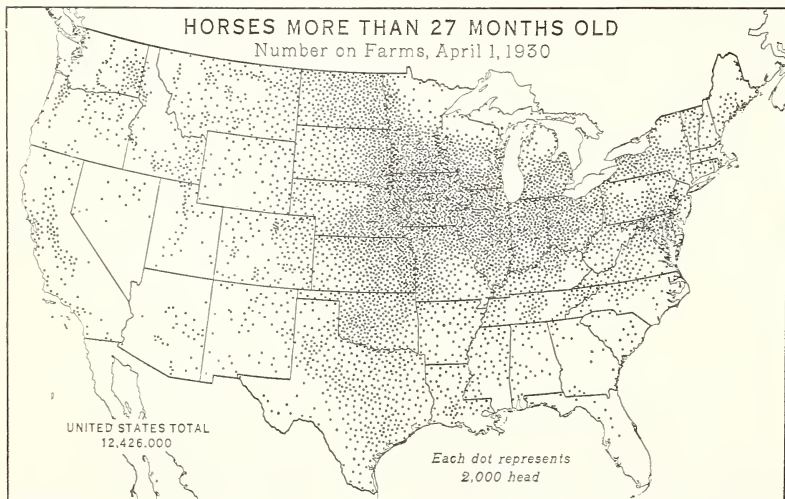 HORSES MORE THAN 27 MONTHS OLD
Number on Farms, April 1, 1930
UNITED STATES TOTAL
12,426,000
Each dot represents
2,000 head